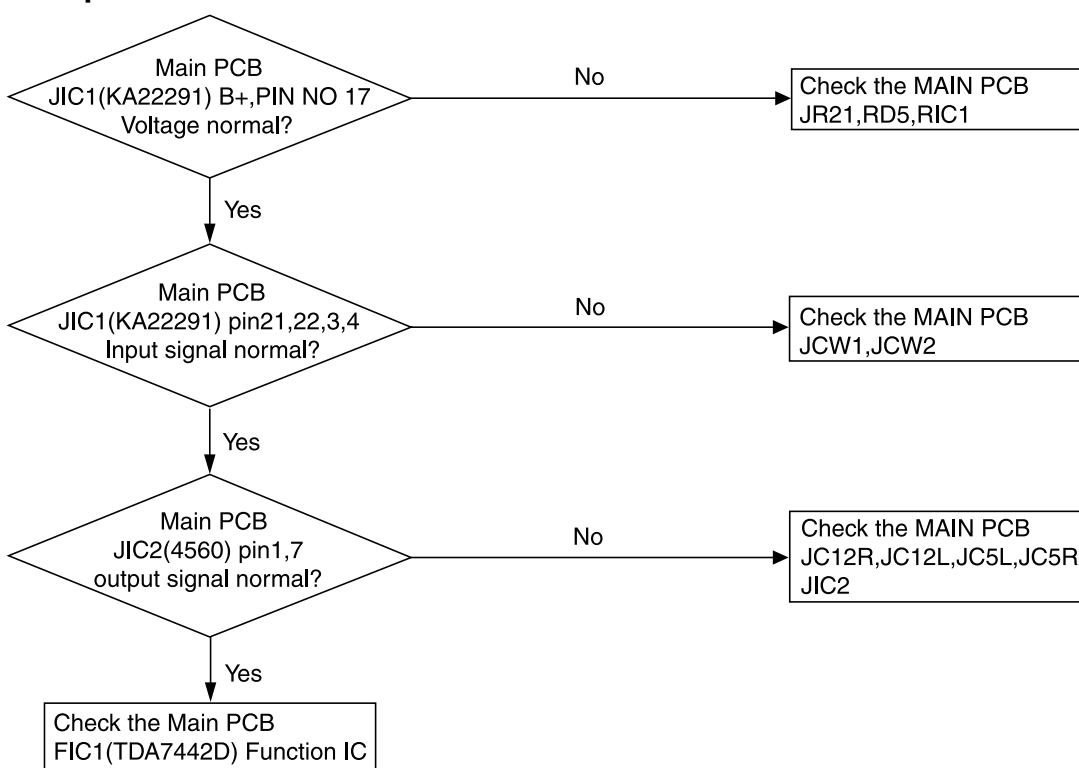 Main PCB
JIC1(KA22291) B+,PIN NO 17
Voltage normal?
No
Check the MAIN PCB
JR21,RD5,RIC1
Yes
Main PCB
JIC1(KA22291) pin21,22,3,4
Input signal normal?
No
Check the MAIN PCB
JCW1,JCW2
Yes
Main PCB
JIC2(4560) pin1,7
output signal normal?
No
Check the MAIN PCB
JC12R,JC12L,JC5L,JC5R
JIC2
Yes
Check the Main PCB
FIC1(TDA7442D) Function IC